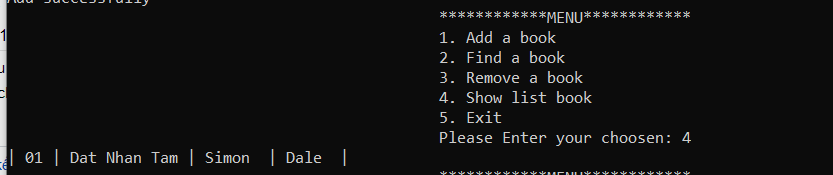 Add successfully
************MENU************
1. Add a book
2. Find a book
3. Remove a book
4. Show list book
5. Exit
Please Enter your choosen: 4
| 01 | Dat Nhan Tam | Simon  | Dale  |
************MENU************